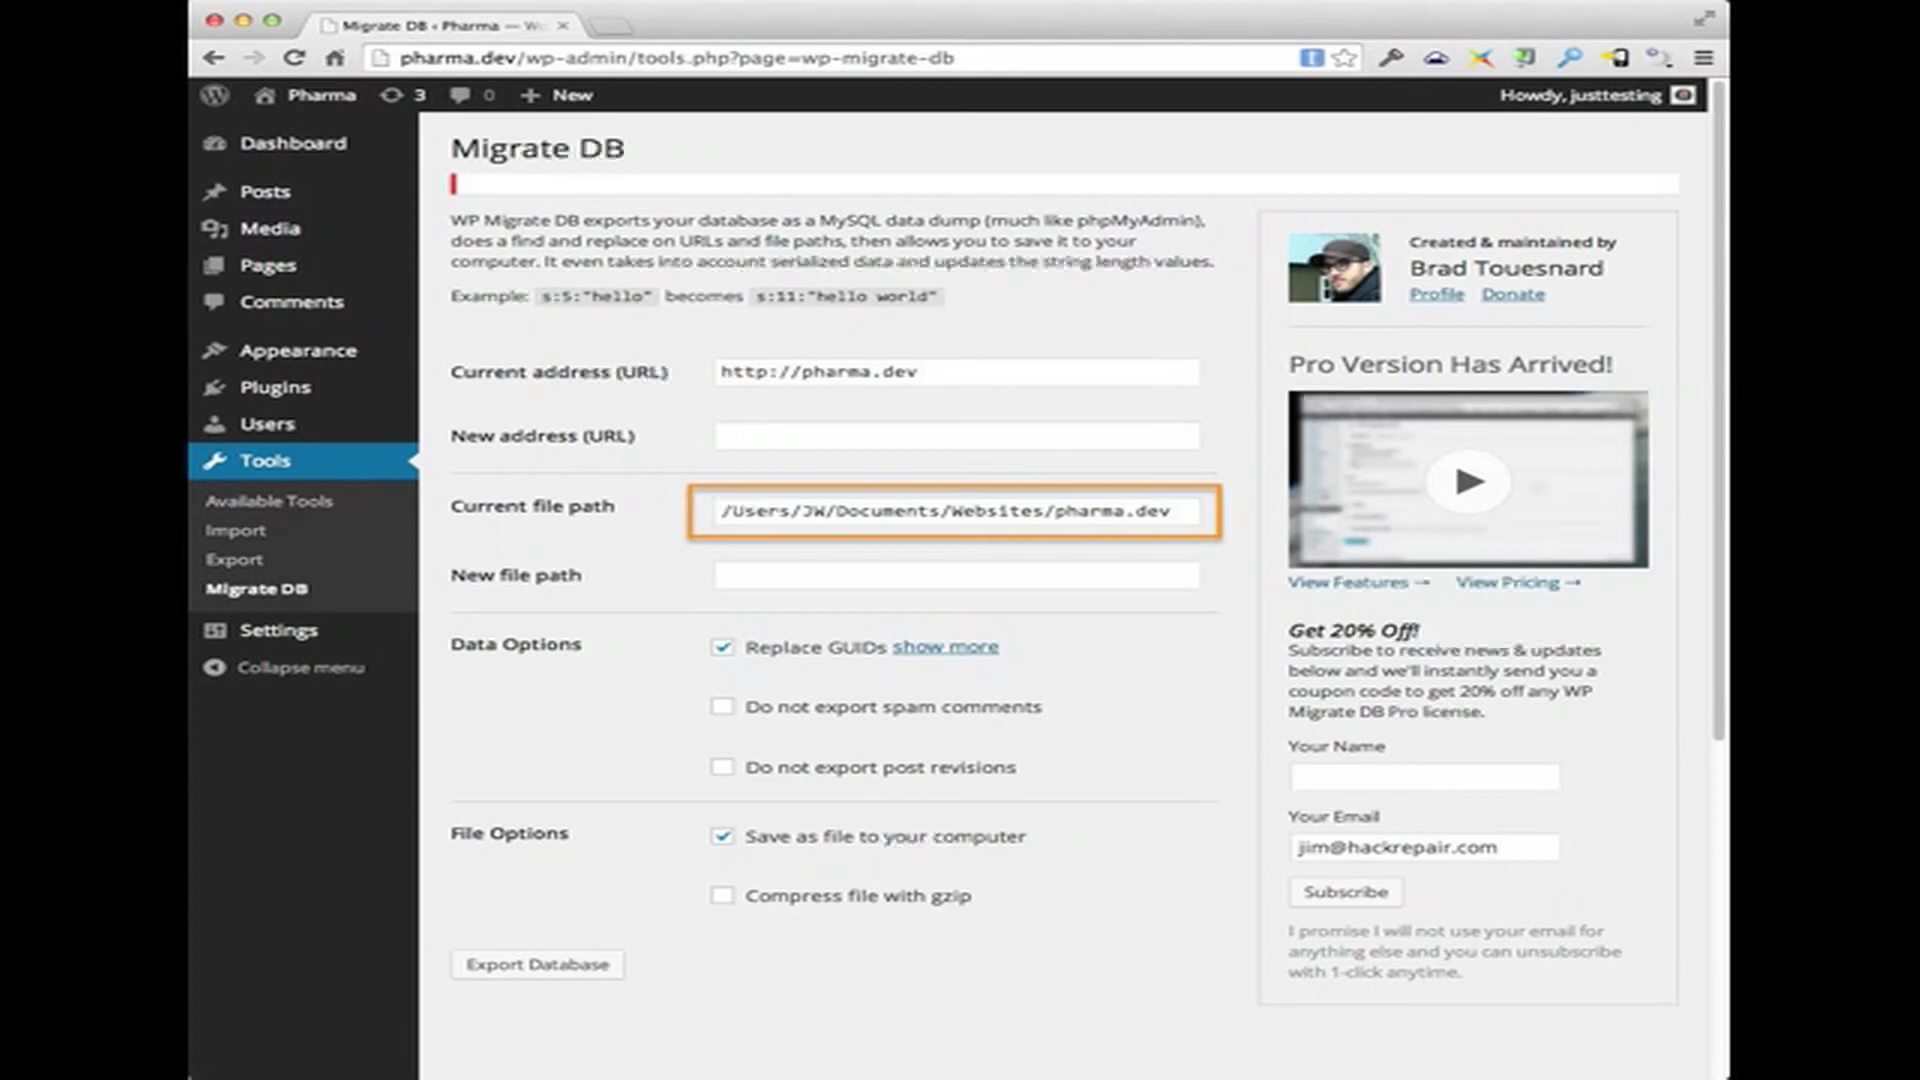 Migrate DB ‹ Pharma — Wo
pharma.dev/wp-admin/tools.php?page=wp-migrate-db
Pharma 3 0 + New
Howdy, justtesting
Dashboard
Posts
Media
Pages
Comments
Appearance
Plugins
Users
Tools
Available Tools
Import
Export
Migrate DB
Settings
Collapse menu
Migrate DB
WP Migrate DB exports your database as a MySQL data dump (much like phpMyAdmin),
does a find and replace on URLs and file paths, then allows you to save it to your
computer. It even takes into account serialized data and updates the string length values.
Example: s:5:"hello" becomes s:11:"hello world"
Current address (URL) http://pharma.dev
New address (URL)
Current file path /Users/JW/Documents/Websites/pharma.dev
New file path
Data Options Replace GUIDs show more
Do not export spam comments
Do not export post revisions
File Options Save as file to your computer
Compress file with gzip
Export Database
Created & maintained by
Brad Touesnard
Profile Donate
Pro Version Has Arrived!
View Features → View Pricing →
Get 20% Off!
Subscribe to receive news & updates
below and we'll instantly send you a
coupon code to get 20% off any WP
Migrate DB Pro license.
Your Name
Your Email
jim@hackrepair.com
Subscribe
I promise I will not use your email for
anything else and you can unsubscribe
with 1-click anytime.